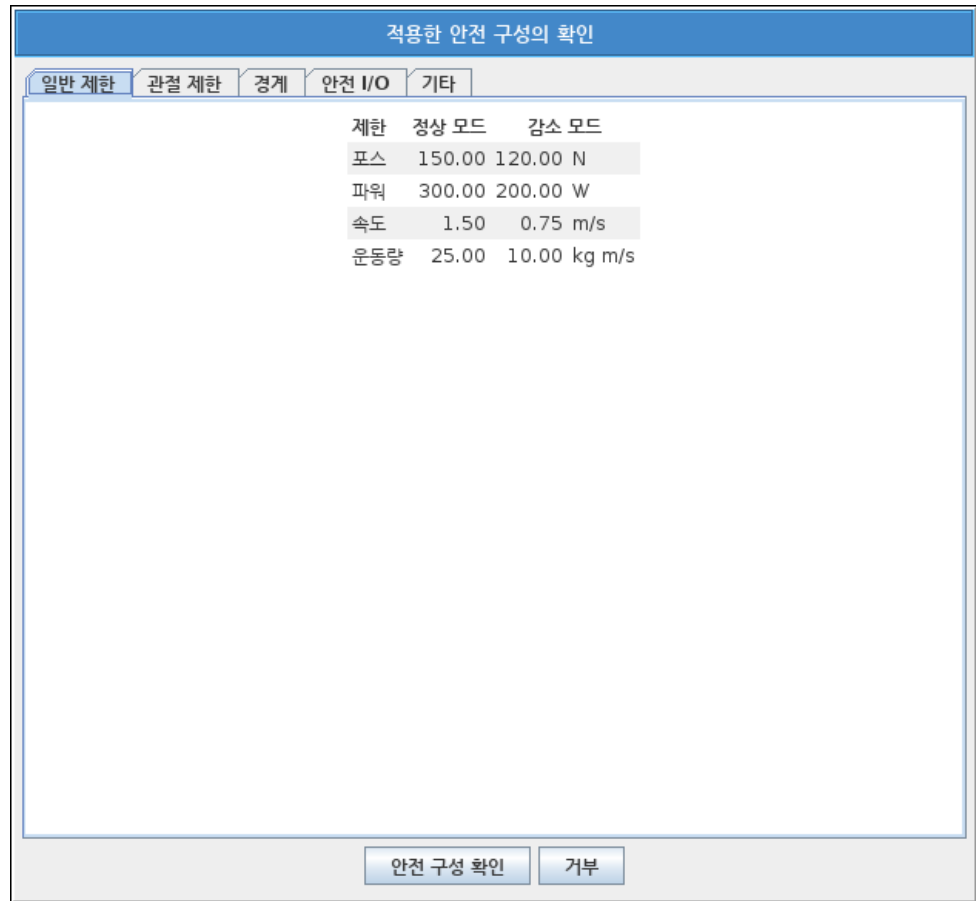 적용한 안전 구성의 확인
일반 제한 관절 제한 경계 안전 I/O 기타
제한 정상 모드 감소 모드
포스 150.00 120.00 N
파워 300.00 200.00 W
속도 1.50 0.75 m/s
운동량 25.00 10.00 kg m/s
안전 구성 확인 거부